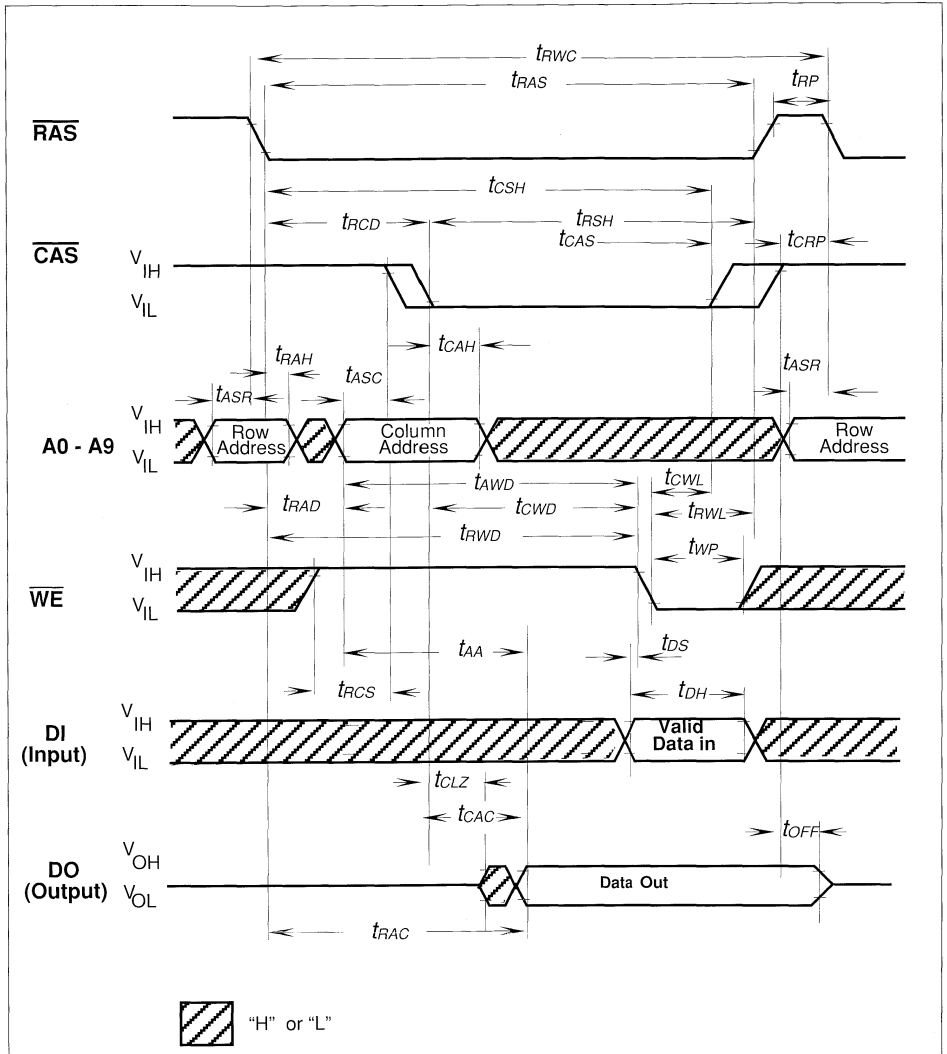 tRWC
tRAS
tRP
RAS
tCSH
tRCD
tRSH
tCAS
tCRP
CAS
VIH
VIL
tCAH
tRAH
tASC
tASR
tASR
A0 - A9
VIH
VIL
Row
Address
Column
Address
Row
Address
tAWD
tCWL
tRAD
tCWD
tRWL
tRWD
tWP
WE
VIH
VIL
tAA
tDS
tRCS
tDH
DI
(Input)
VIH
VIL
Valid
Data in
tCLZ
tCAC
tOFF
DO
(Output)
VOH
VOL
Data Out
tRAC
"H" or "L"